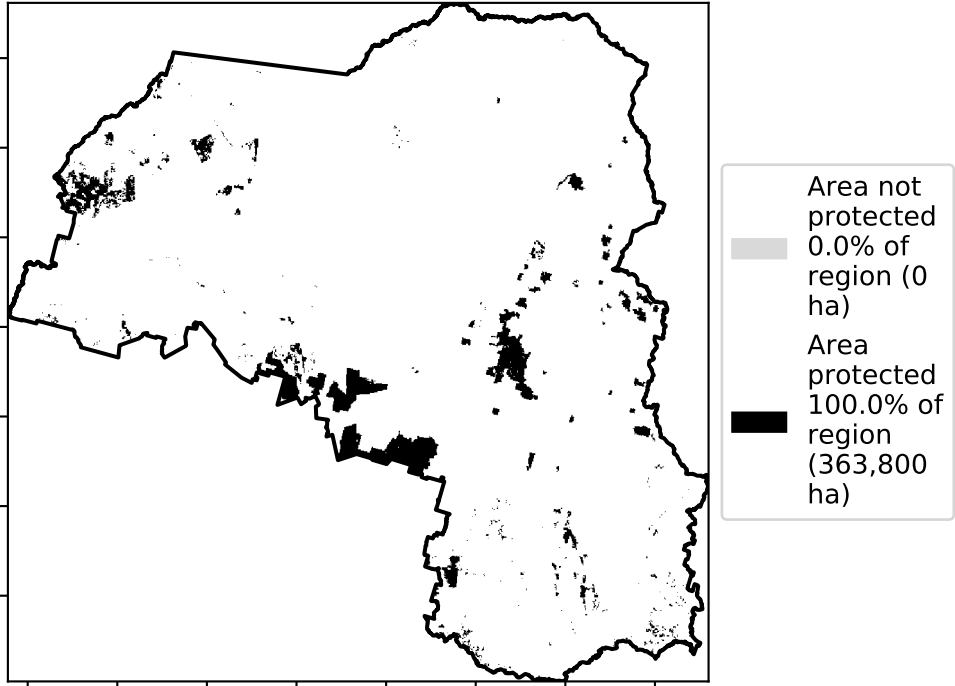 Area not
protected
0.0% of
region (0
ha)
Area
protected
100.0% of
region
(363,800
ha)